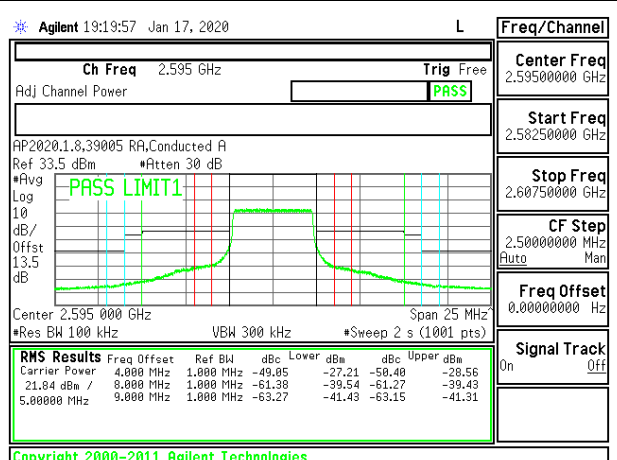 Agilent 19:19:57 Jan 17, 2020 L Freq/Channel
Ch Freq 2.595 GHz Trig Free
Adj Channel Power PASS
Center Freq
2.59500000 GHz
Start Freq
2.58250000 GHz
AP2020.1.8,39005 RA,Conducted A
Ref 33.5 dBm #Atten 30 dB
#Avg
Log
10
dB/
Offst
13.5
dB
PASS LIMIT1
Stop Freq
2.60750000 GHz
CF Step
2.50000000 MHz
Auto Man
Freq Offset
0.00000000 Hz
Center 2.595 000 GHz Span 25 MHz
#Res BW 100 kHz VBW 300 kHz #Sweep 2 s (1001 pts)
Signal Track
On Off
RMS Results Freq Offset Ref BW dBc Lower dBm dBc Upper dBm
Carrier Power 4.000 MHz 1.000 MHz -49.05 -27.21 -50.40 -28.56
21.84 dBm / 8.000 MHz 1.000 MHz -61.38 -39.54 -61.27 -39.43
5.00000 MHz 9.000 MHz 1.000 MHz -63.27 -41.43 -63.15 -41.31
Copyright 2000-2011 Agilent Technologies